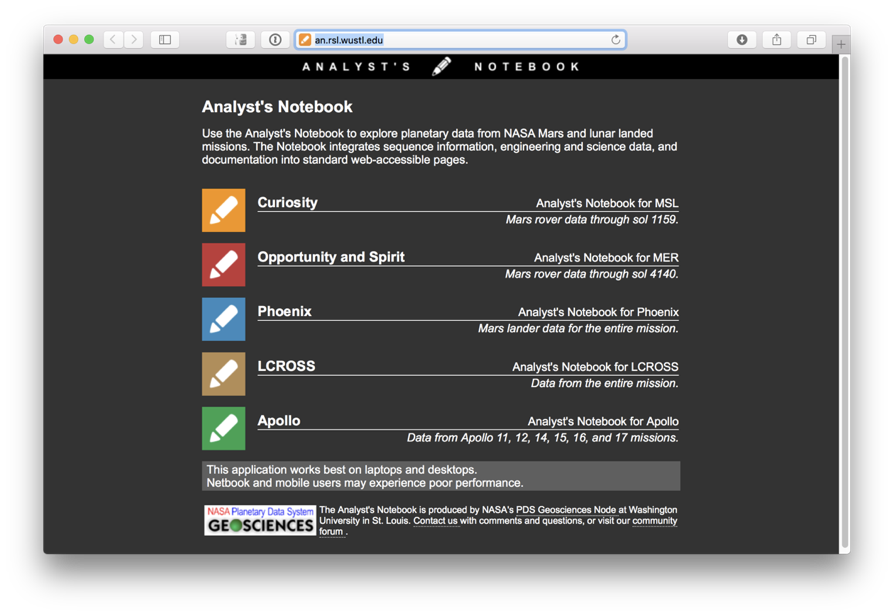 an.rsl.wustl.edu
ANALYST'S NOTEBOOK
Analyst's Notebook
Use the Analyst's Notebook to explore planetary data from NASA Mars and lunar landed
missions. The Notebook integrates sequence information, engineering and science data, and
documentation into standard web-accessible pages.
Curiosity Analyst's Notebook for MSL
Mars rover data through sol 1159.
Opportunity and Spirit Analyst's Notebook for MER
Mars rover data through sol 4140.
Phoenix Analyst's Notebook for Phoenix
Mars lander data for the entire mission.
LCROSS Analyst's Notebook for LCROSS
Data from the entire mission.
Apollo Analyst's Notebook for Apollo
Data from Apollo 11, 12, 14, 15, 16, and 17 missions.
This application works best on laptops and desktops.
Netbook and mobile users may experience poor performance.
NASA Planetary Data System
GEOSCIENCES
The Analyst's Notebook is produced by NASA's PDS Geosciences Node at Washington
University in St. Louis. Contact us with comments and questions, or visit our community
forum .